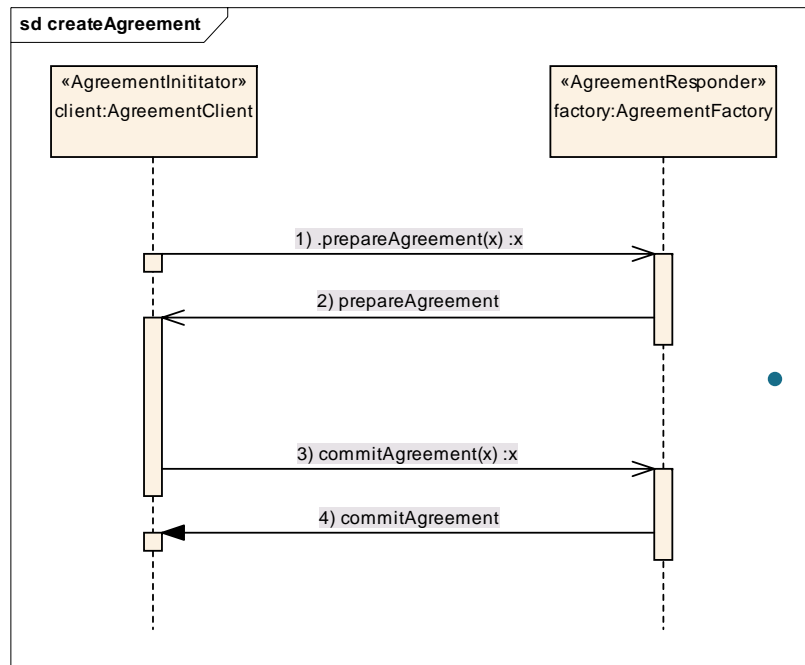 sd createAgreement
«AgreementInititator»
client:AgreementClient
«AgreementResponder»
factory:AgreementFactory
1) .prepareAgreement(x) :x
2) prepareAgreement
3) commitAgreement(x) :x
4) commitAgreement